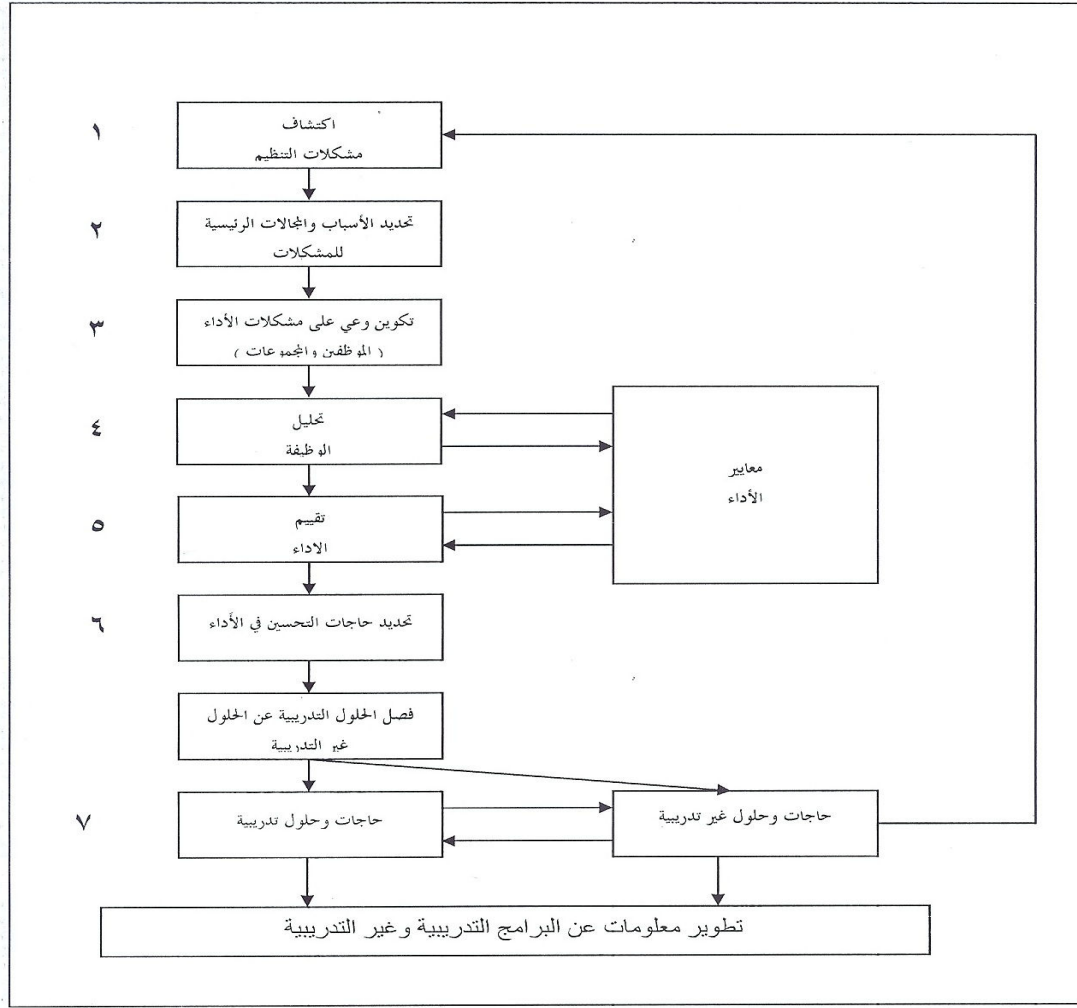 ١
اكتشاف
مشكلات التنظيم
٢
تحديد الأسباب والمجالات الرئيسية
للمشكلات
٣
تكوين وعي على مشكلات الأداء
( الموظفين والمجموعات )
٤
تحليل
الوظيفة
معايير
الأداء
٥
تقييم
الاداء
٦
تحديد حاجات التحسين في الأداء
فصل الحلول التدريبية عن الحلول
غير التدريبية
٧
حاجات وحلول تدريبية
حاجات وحلول غير تدريبية
تطوير معلومات عن البرامج التدريبية وغير التدريبية